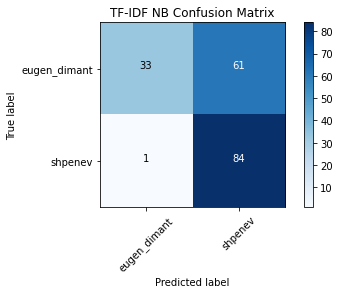 TF-IDF NB Confusion Matrix
True label
eugen_dimant
33 61
shpenev
1 84
eugen_dimant
shpenev
Predicted label
80
70
60
50
40
30
20
10